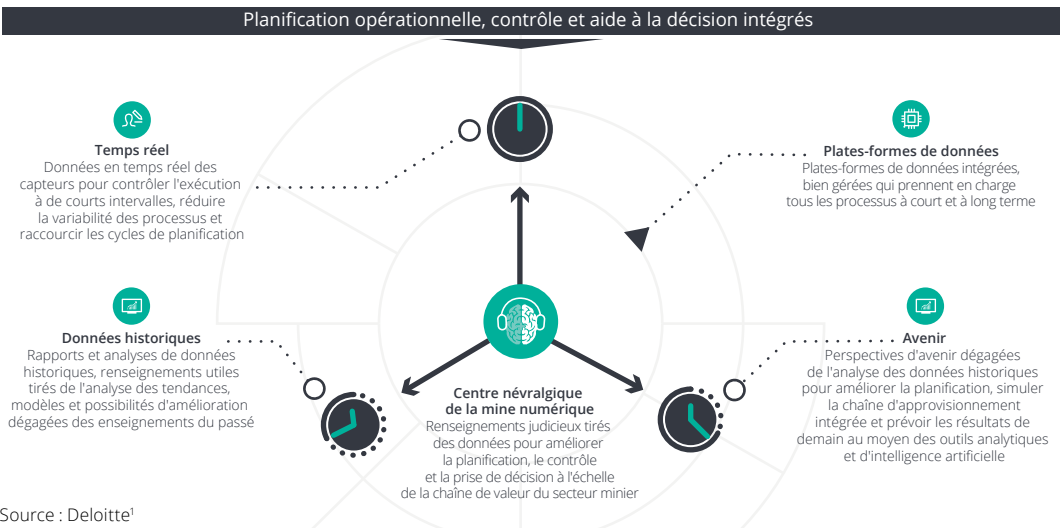 Planification opérationnelle, contrôle et aide à la décision intégrés
Temps réel
Données en temps réel des
capteurs pour contrôler l'exécution
à de courts intervalles, réduire
la variabilité des processus et
raccourcir les cycles de planification
Plates-formes de données
Plates-formes de données intégrées,
bien gérées qui prennent en charge
tous les processus à court et à long terme
Données historiques
Rapports et analyses de données
historiques, renseignements utiles
tirés de l'analyse des tendances,
modèles et possibilités d'amélioration
dégagées des enseignements du passé
Centre névralgique
de la mine numérique
Renseignements judicieux tirés
des données pour améliorer
la planification, le contrôle
et la prise de décision à l'échelle
de la chaîne de valeur du secteur minier
Avenir
Perspectives d'avenir dégagées
de l'analyse des données historiques
pour améliorer la planification, simuler
la chaîne d'approvisionnement
intégrée et prévoir les résultats de
demain au moyen des outils analytiques
et d'intelligence artificielle
Source : Deloitte¹